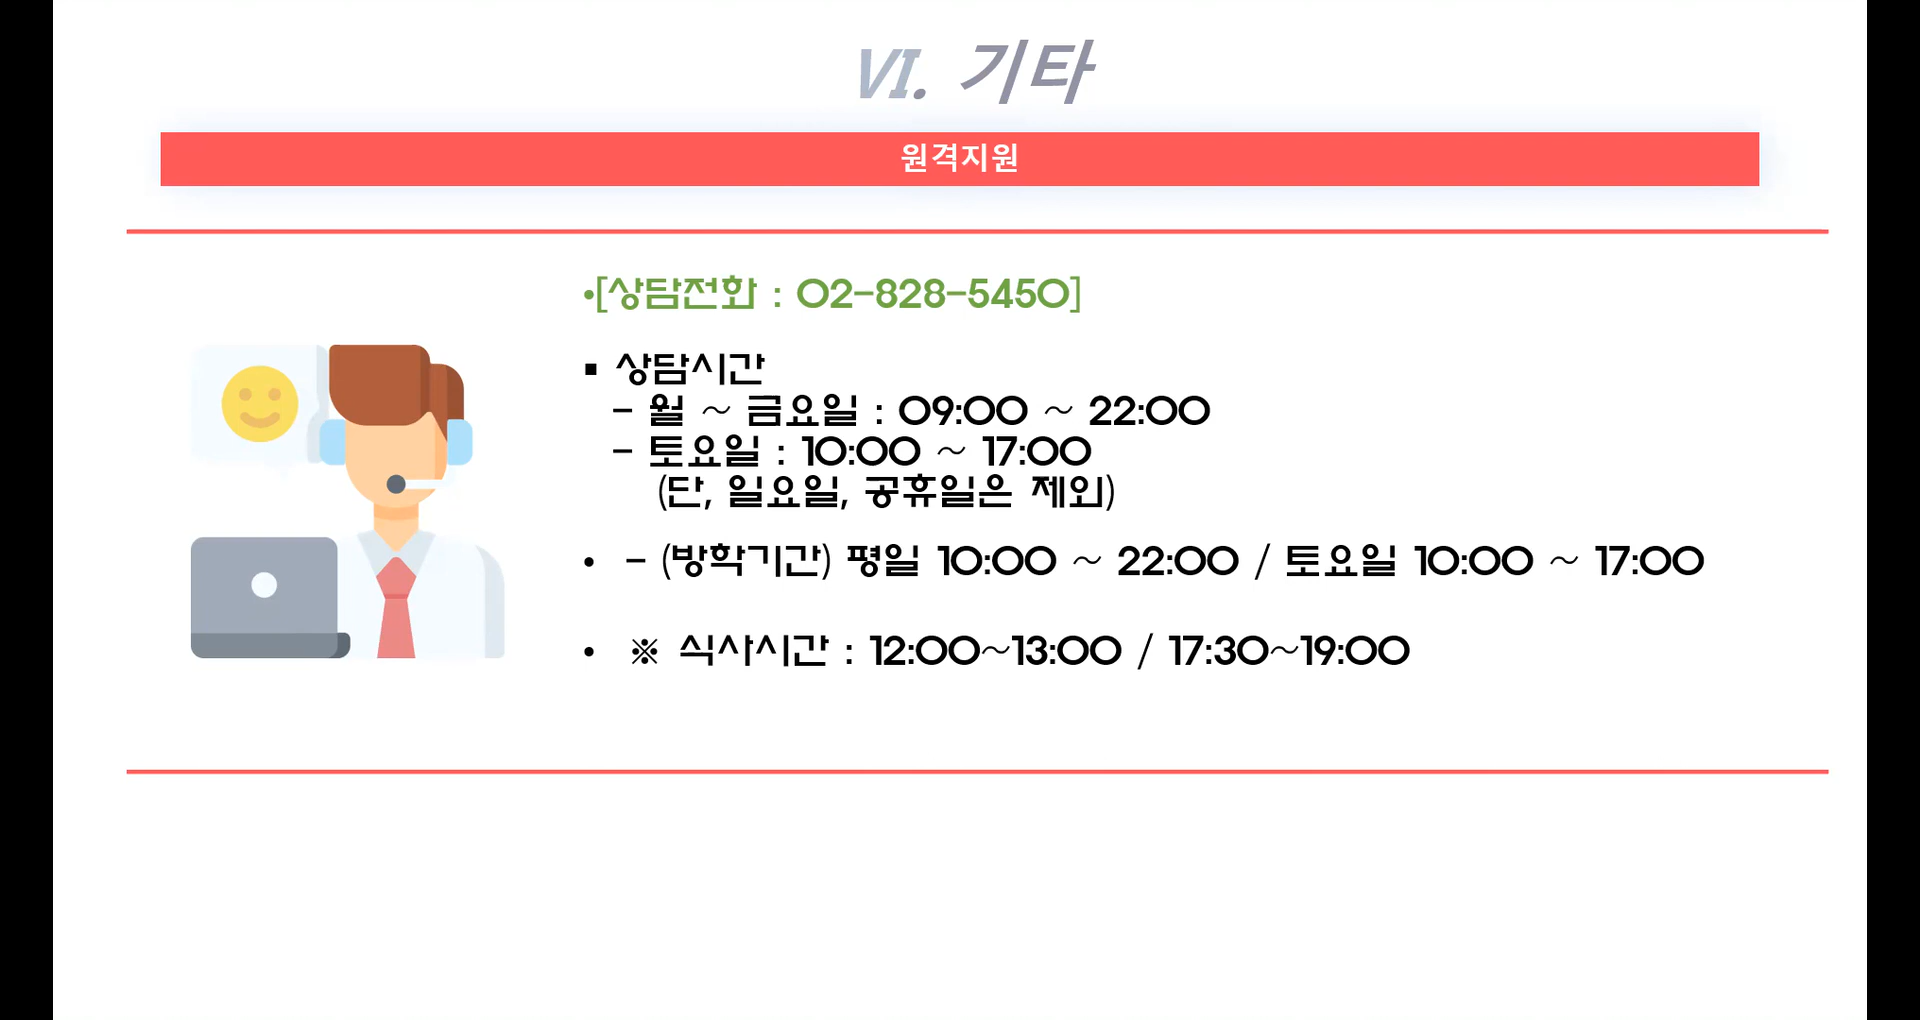 Ⅵ. 기타
원격지원
•[상담전화 : 02-828-5450]
▪ 상담시간
- 월 ~ 금요일 : 09:00 ~ 22:00
- 토요일 : 10:00 ~ 17:00
(단, 일요일, 공휴일은 제외)
• - (방학기간) 평일 10:00 ~ 22:00 / 토요일 10:00 ~ 17:00
• ※ 식사시간 : 12:00~13:00 / 17:30~19:00